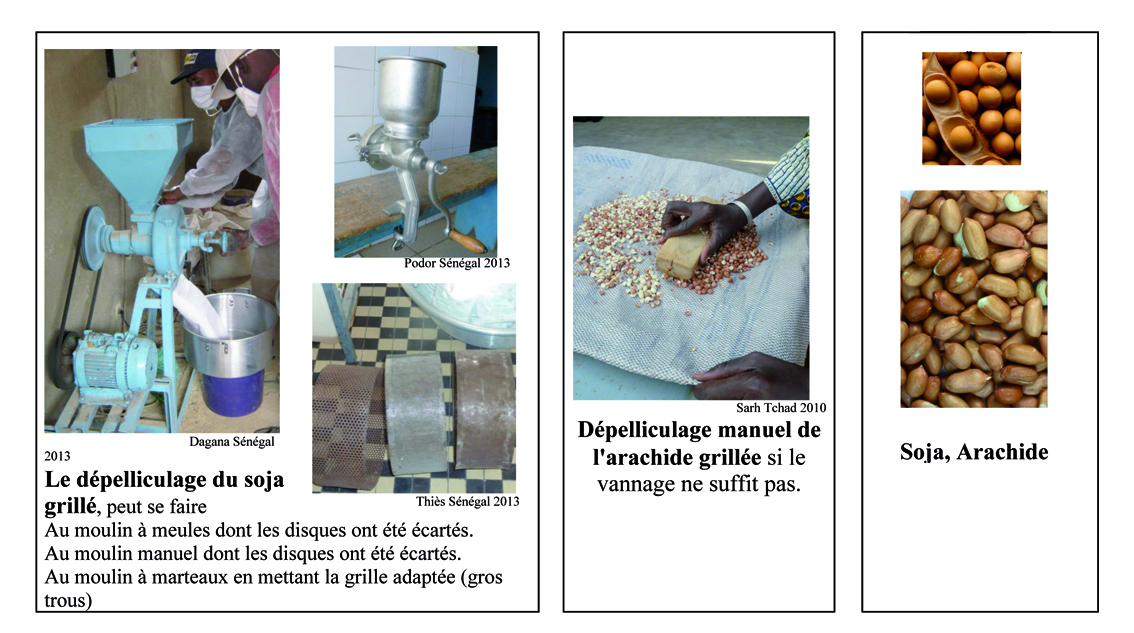 Podor Sénégal 2013
Dagana Sénégal
2013
Thiès Sénégal 2013
Le dépelliculage du soja
grillé, peut se faire
Au moulin à meules dont les disques ont été écartés.
Au moulin manuel dont les disques ont été écartés.
Au moulin à marteaux en mettant la grille adaptée (gros
trous)
Sarh Tchad 2010
Dépelliculage manuel de
l'arachide grillée si le
vannage ne suffit pas.
Soja, Arachide